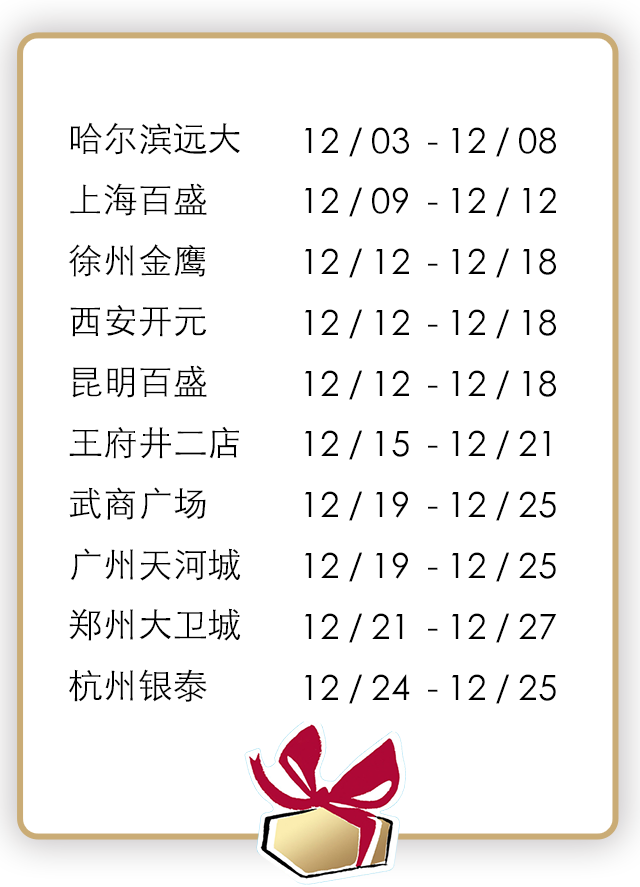 哈尔滨远大 12 / 03 - 12 / 08
上海百盛 12 / 09 - 12 / 12
徐州金鹰 12 / 12 - 12 / 18
西安开元 12 / 12 - 12 / 18
昆明百盛 12 / 12 - 12 / 18
王府井二店 12 / 15 - 12 / 21
武商广场 12 / 19 - 12 / 25
广州天河城 12 / 19 - 12 / 25
郑州大卫城 12 / 21 - 12 / 27
杭州银泰 12 / 24 - 12 / 25